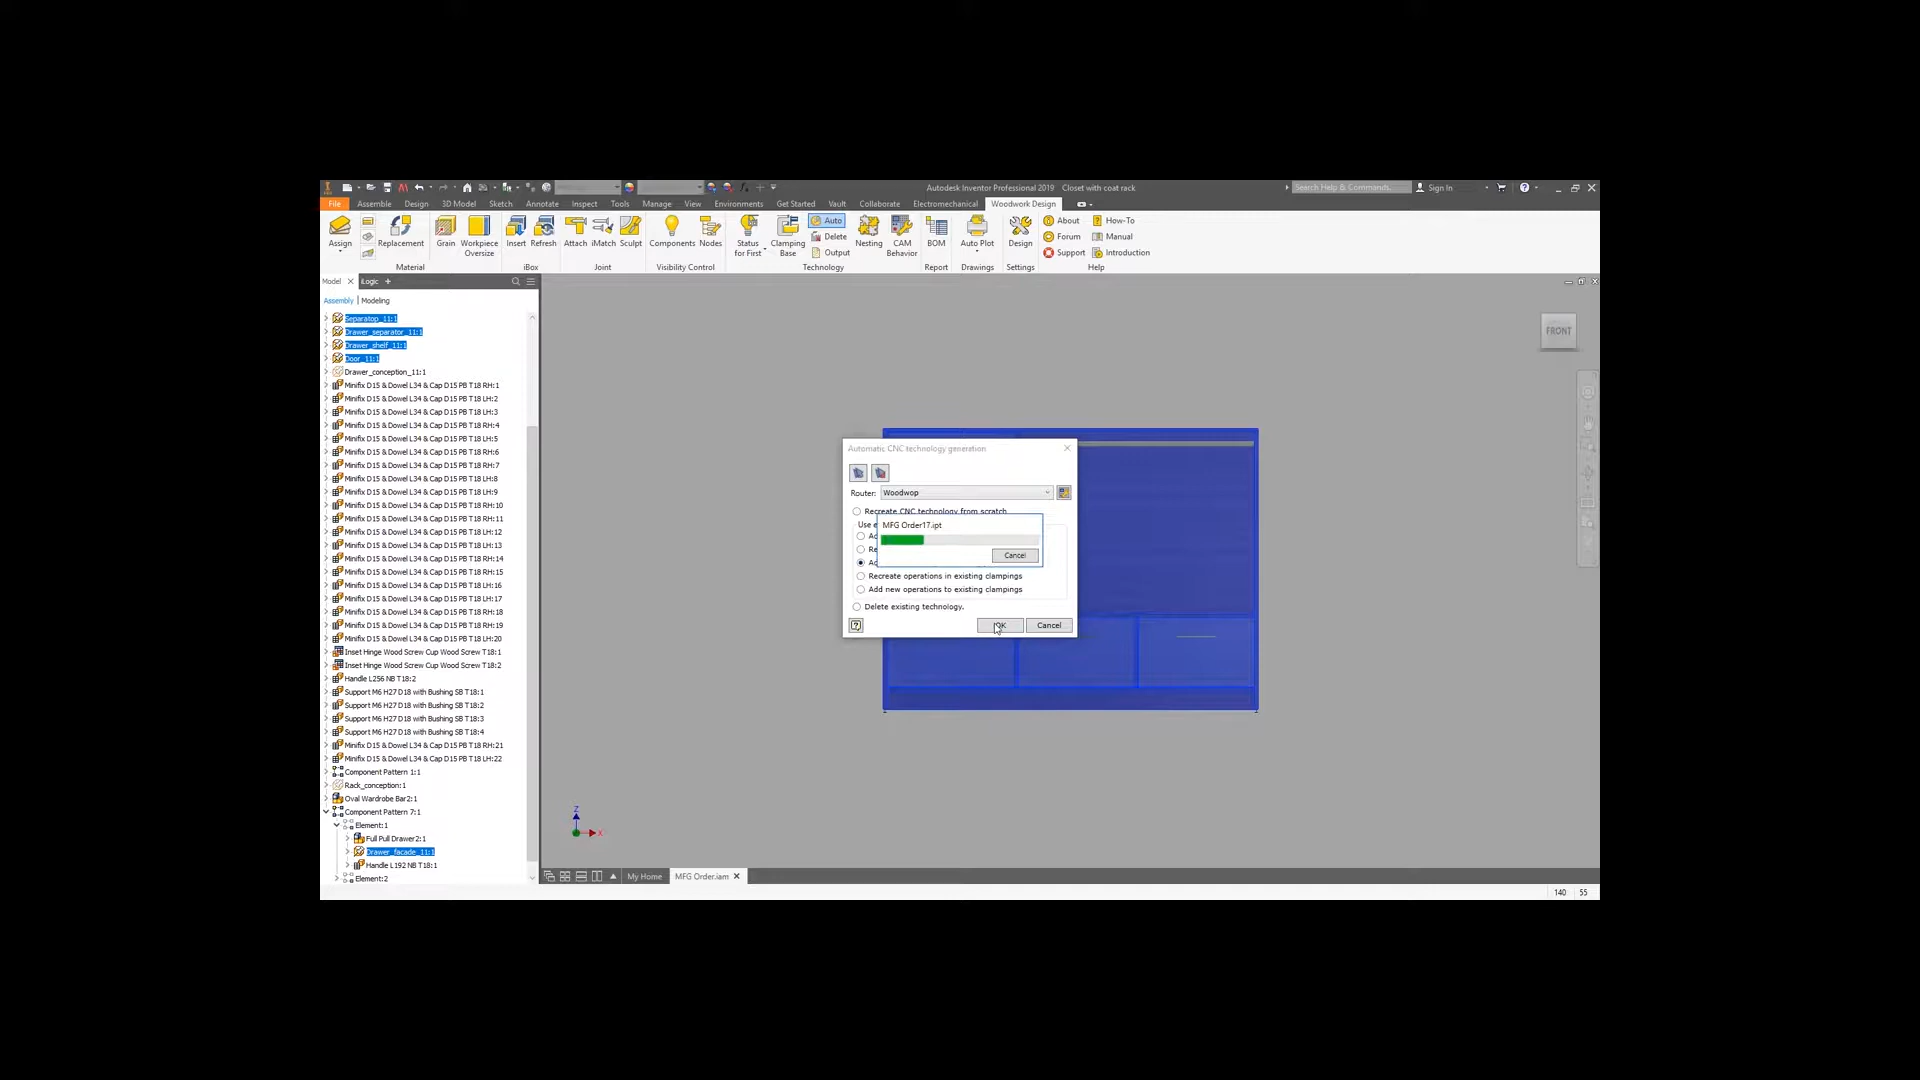 Autodesk Inventor Professional 2019 Closet with coat rack
Search Help & Commands... Sign In
File Assemble Design 3D Model Sketch Annotate Inspect Tools Manage View Environments Get Started Vault Collaborate Electromechanical Woodwork Design
Assign Replacement Grain Workpiece Oversize Insert Refresh Attach iMatch Sculpt Components Nodes Status for First Clamping Base Auto Delete Output Nesting CAM Behavior BOM Auto Plot Design About Forum Support How-To Manual Introduction
Material iBox Joint Visibility Control Technology Report Drawings Settings Help
Model iLogic
Assembly Modeling
Separatop_11:1
Drawer_separator_11:1
Drawer_shelf_11:1
Door_11:1
Drawer_conception_11:1
Minifix D15 & Dowel L34 & Cap D15 PB T18 RH:1
Minifix D15 & Dowel L34 & Cap D15 PB T18 LH:2
Minifix D15 & Dowel L34 & Cap D15 PB T18 LH:3
Minifix D15 & Dowel L34 & Cap D15 PB T18 RH:4
Minifix D15 & Dowel L34 & Cap D15 PB T18 LH:5
Minifix D15 & Dowel L34 & Cap D15 PB T18 RH:6
Minifix D15 & Dowel L34 & Cap D15 PB T18 RH:7
Minifix D15 & Dowel L34 & Cap D15 PB T18 LH:8
Minifix D15 & Dowel L34 & Cap D15 PB T18 LH:9
Minifix D15 & Dowel L34 & Cap D15 PB T18 RH:10
Minifix D15 & Dowel L34 & Cap D15 PB T18 RH:11
Minifix D15 & Dowel L34 & Cap D15 PB T18 LH:12
Minifix D15 & Dowel L34 & Cap D15 PB T18 LH:13
Minifix D15 & Dowel L34 & Cap D15 PB T18 RH:14
Minifix D15 & Dowel L34 & Cap D15 PB T18 RH:15
Minifix D15 & Dowel L34 & Cap D15 PB T18 LH:16
Minifix D15 & Dowel L34 & Cap D15 PB T18 LH:17
Minifix D15 & Dowel L34 & Cap D15 PB T18 RH:18
Minifix D15 & Dowel L34 & Cap D15 PB T18 RH:19
Minifix D15 & Dowel L34 & Cap D15 PB T18 LH:20
Inset Hinge Wood Screw Cup Wood Screw T18:1
Inset Hinge Wood Screw Cup Wood Screw T18:2
Handle L256 NB T18:2
Support M6 H27 D18 with Bushing SB T18:1
Support M6 H27 D18 with Bushing SB T18:2
Support M6 H27 D18 with Bushing SB T18:3
Support M6 H27 D18 with Bushing SB T18:4
Minifix D15 & Dowel L34 & Cap D15 PB T18 RH:21
Minifix D15 & Dowel L34 & Cap D15 PB T18 LH:22
Component Pattern 1:1
Rack_conception:1
Oval Wardrobe Bar2:1
Component Pattern 7:1
Element:1
Full Pull Drawer2:1
Drawer_facade_11:1
Handle L192 NB T18:1
Element:2
FRONT
Automatic CNC technology generation
Router: Woodwop
Recreate CNC technology from scratch
Use e
MFG Order17.ipt
Ad
Re
Cancel
Ad
Recreate operations in existing clampings
Add new operations to existing clampings
Delete existing technology.
OK Cancel
Z
X
My Home MFG Order.iam
140 55